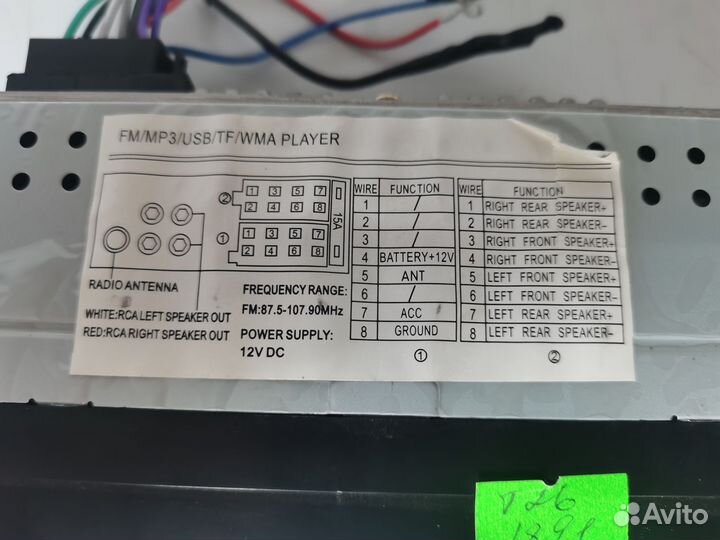 FM/MP3/USB/TF/WMA PLAYER
② 1 3 5 7
2 4 6 8
① 1 3 5 7
2 4 6 8
15A
RADIO ANTENNA
WHITE:RCA LEFT SPEAKER OUT
RED:RCA RIGHT SPEAKER OUT
FREQUENCY RANGE:
FM:87.5-107.90MHz
POWER SUPPLY:
12V DC
WIRE FUNCTION
1 /
2 /
3 /
4 BATTERY+12V
5 ANT
6 /
7 ACC
8 GROUND
①
WIRE FUNCTION
1 RIGHT REAR SPEAKER+
2 RIGHT REAR SPEAKER-
3 RIGHT FRONT SPEAKER+
4 RIGHT FRONT SPEAKER-
5 LEFT FRONT SPEAKER+
6 LEFT FRONT SPEAKER-
7 LEFT REAR SPEAKER+
8 LEFT REAR SPEAKER-
②
Avito